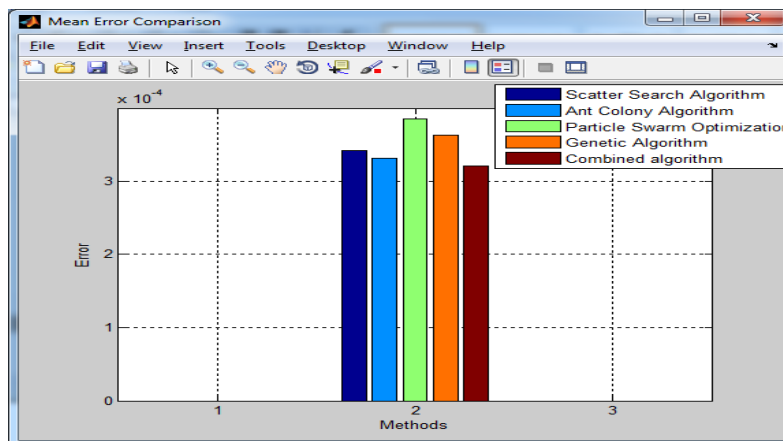 Mean Error Comparison
File Edit View Insert Tools Desktop Window Help
× 10⁻⁴
Scatter Search Algorithm
Ant Colony Algorithm
Particle Swarm Optimization
Genetic Algorithm
Combined algorithm
3
2
1
0
Error
1 2 3
Methods